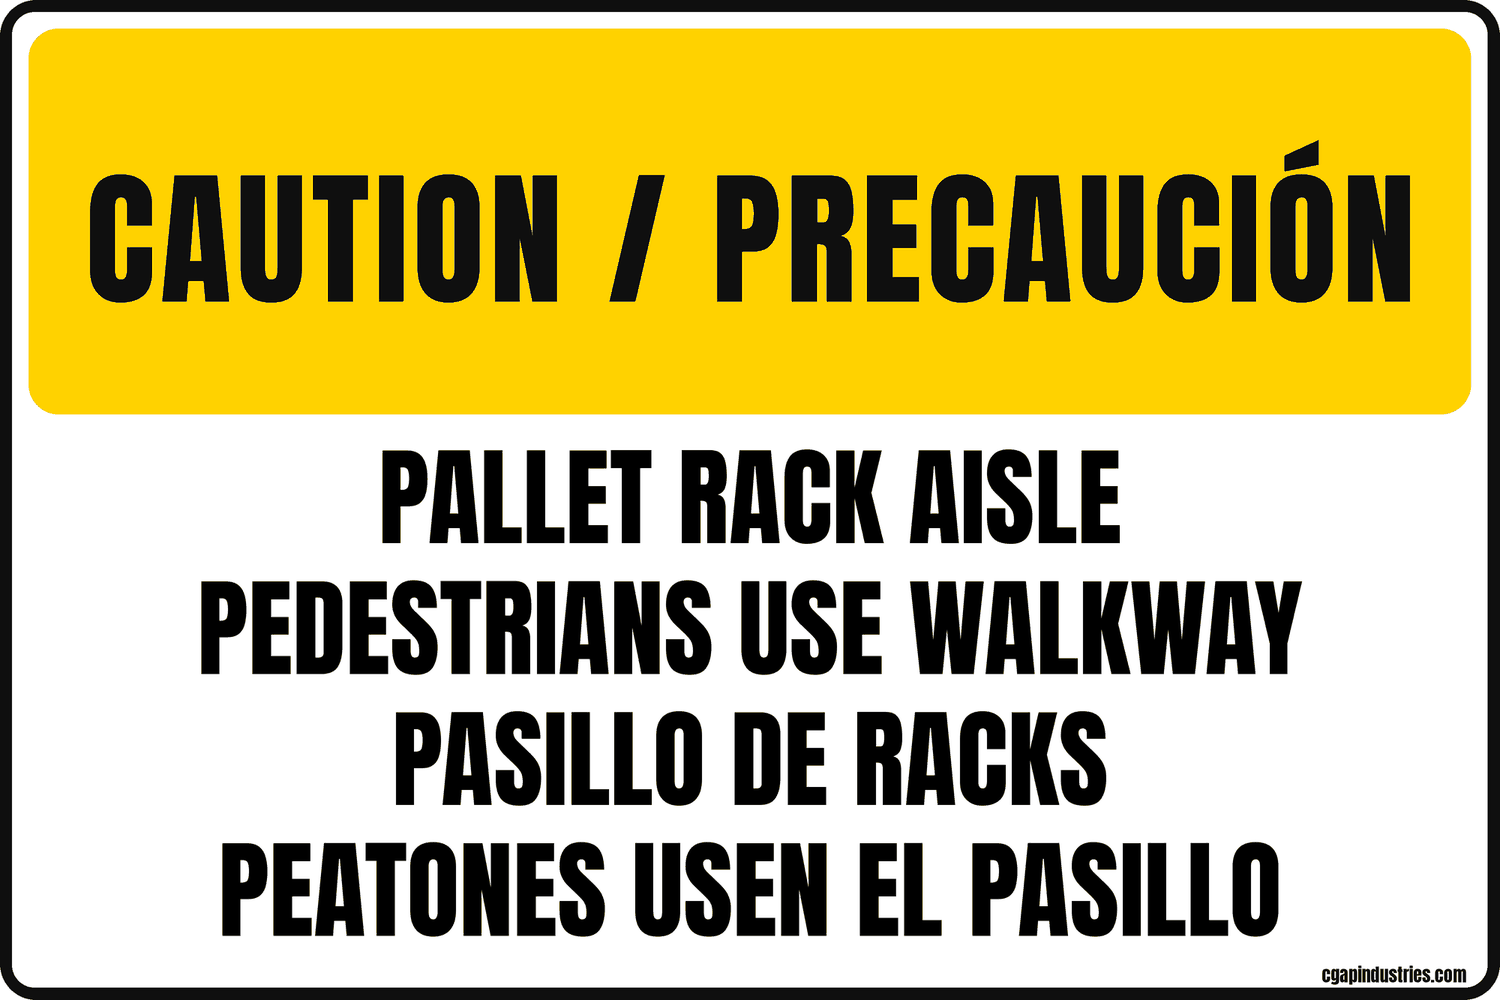 CAUTION / PRECAUCIÓN
PALLET RACK AISLE
PEDESTRIANS USE WALKWAY
PASILLO DE RACKS
PEATONES USEN EL PASILLO
cgapindustries.com